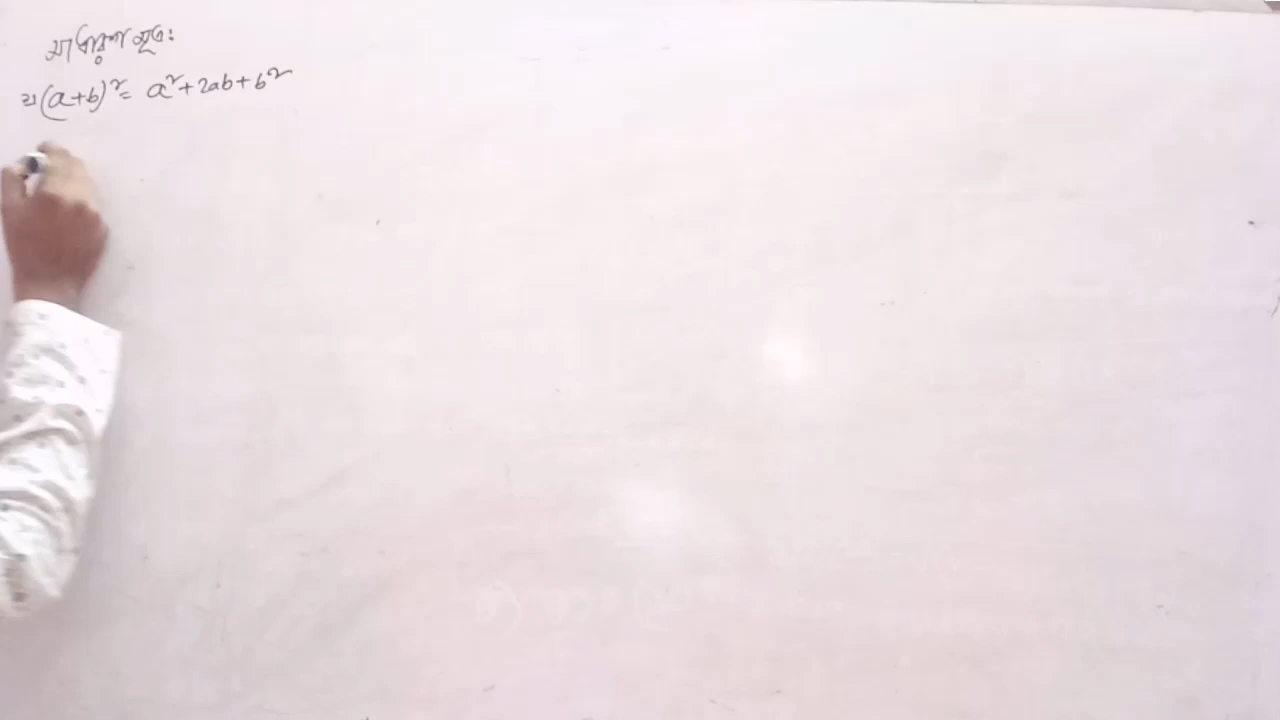 সাধারণ সূত্র:
১। (a+b)² = a²+2ab+b²